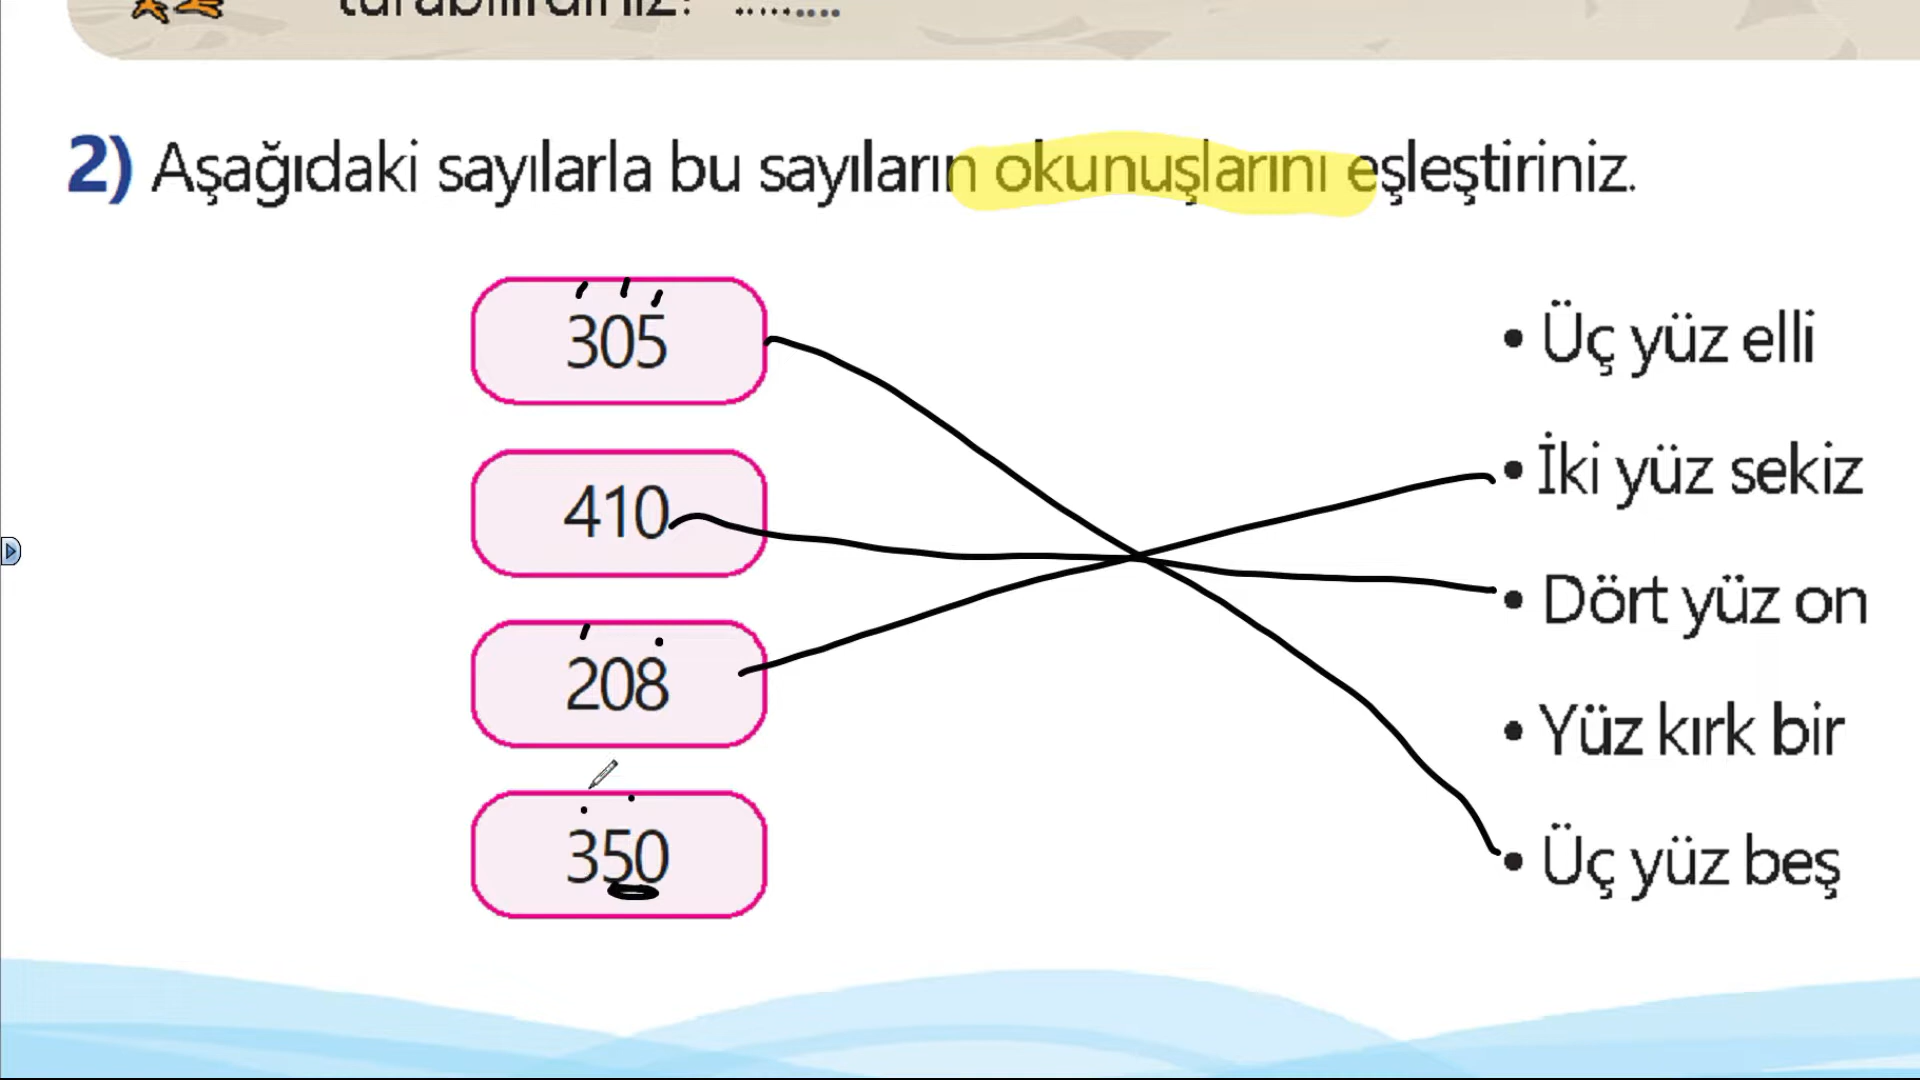 2) Aşağıdaki sayılarla bu sayıların okunuşlarını eşleştiriniz.
305
• Üç yüz elli
410
• İki yüz sekiz
• Dört yüz on
208
• Yüz kırk bir
350
• Üç yüz beş